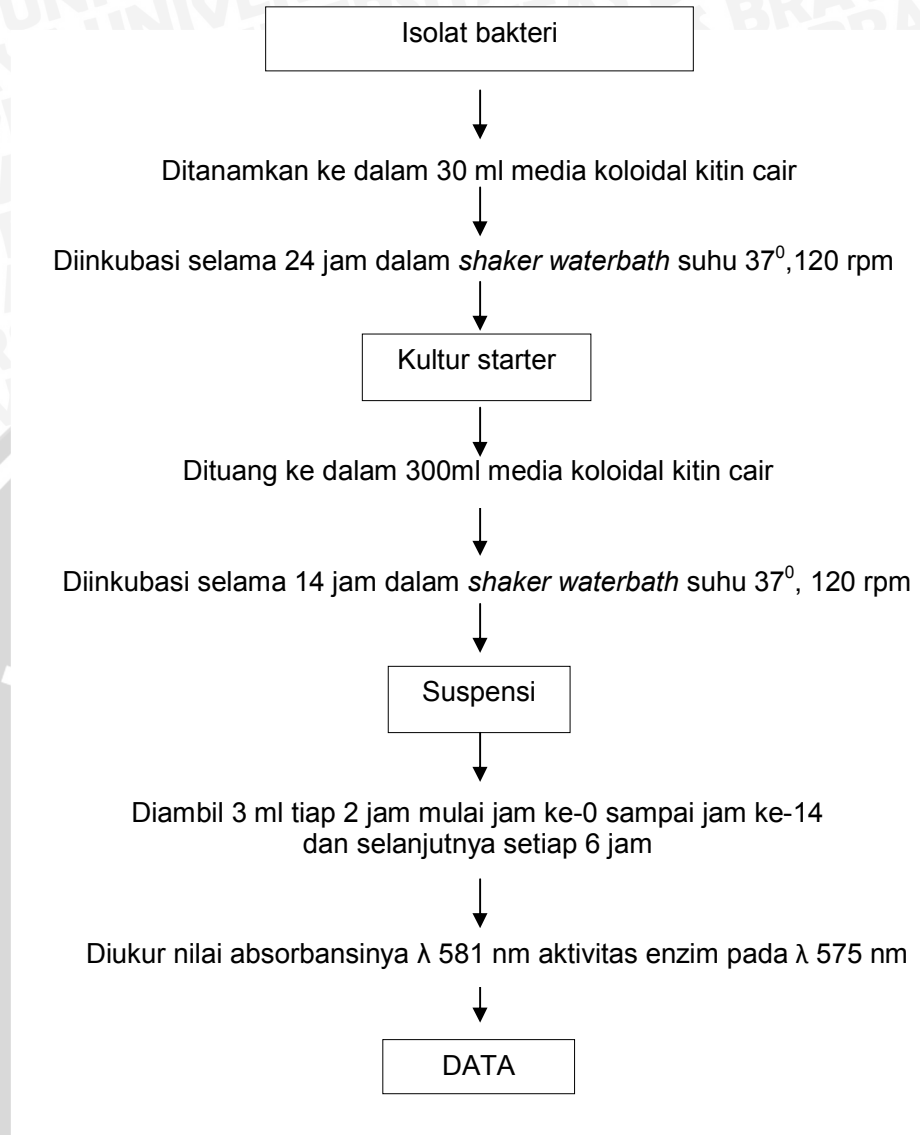 Isolat bakteri
Ditanamkan ke dalam 30 ml media koloidal kitin cair
Diinkubasi selama 24 jam dalam shaker waterbath suhu 37⁰,120 rpm
Kultur starter
Dituang ke dalam 300ml media koloidal kitin cair
Diinkubasi selama 14 jam dalam shaker waterbath suhu 37⁰, 120 rpm
Suspensi
Diambil 3 ml tiap 2 jam mulai jam ke-0 sampai jam ke-14
dan selanjutnya setiap 6 jam
Diukur nilai absorbansinya λ 581 nm aktivitas enzim pada λ 575 nm
DATA